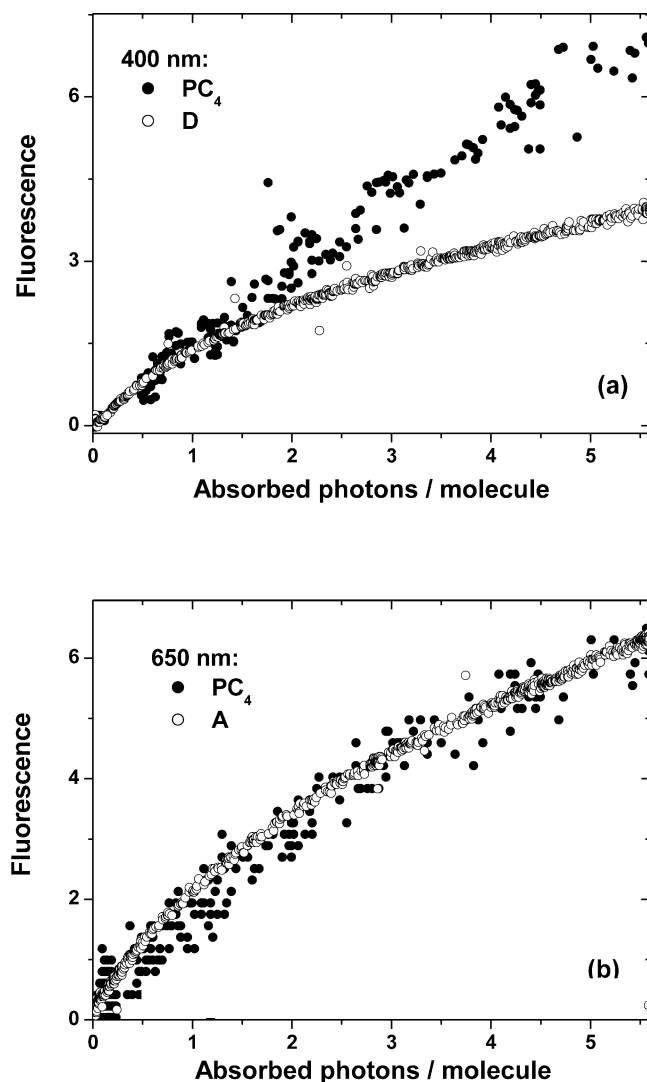 6
3
0
400 nm:
PC₄
D
Fluorescence
(a)
0 1 2 3 4 5
Absorbed photons / molecule
6
4
2
0
650 nm:
PC₄
A
Fluorescence
(b)
0 1 2 3 4 5
Absorbed photons / molecule